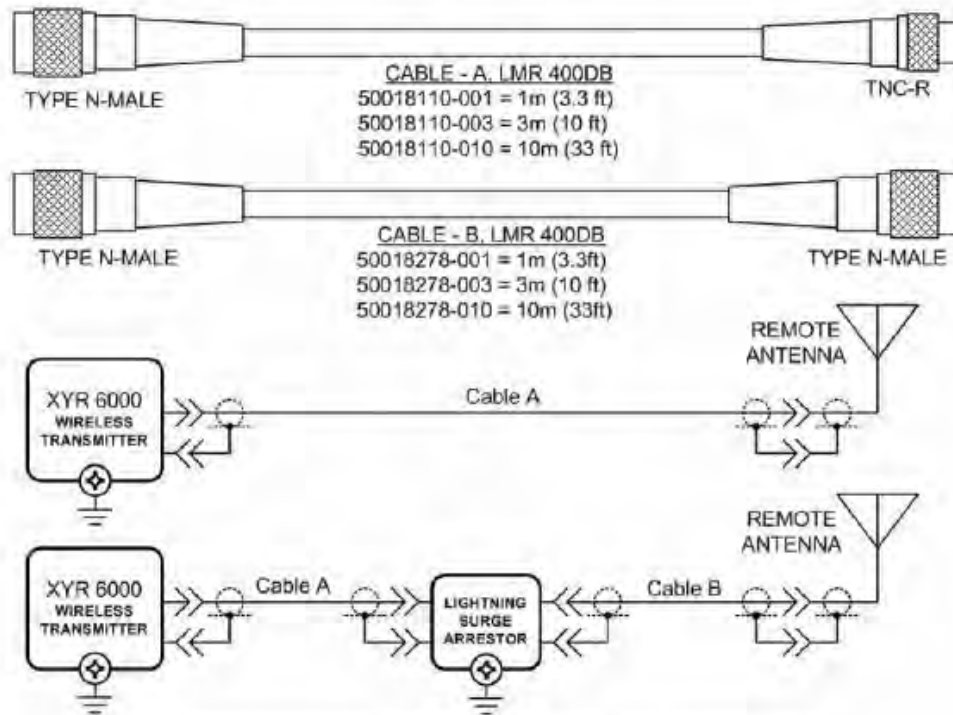 TYPE N-MALE
CABLE - A, LMR 400DB
50018110-001 = 1m (3.3 ft)
50018110-003 = 3m (10 ft)
50018110-010 = 10m (33 ft)
TNC-R
TYPE N-MALE
CABLE - B, LMR 400DB
50018278-001 = 1m (3.3ft)
50018278-003 = 3m (10 ft)
50018278-010 = 10m (33ft)
TYPE N-MALE
XYR 6000
WIRELESS
TRANSMITTER
Cable A
REMOTE
ANTENNA
XYR 6000
WIRELESS
TRANSMITTER
Cable A
LIGHTNING
SURGE
ARRESTOR
Cable B
REMOTE
ANTENNA